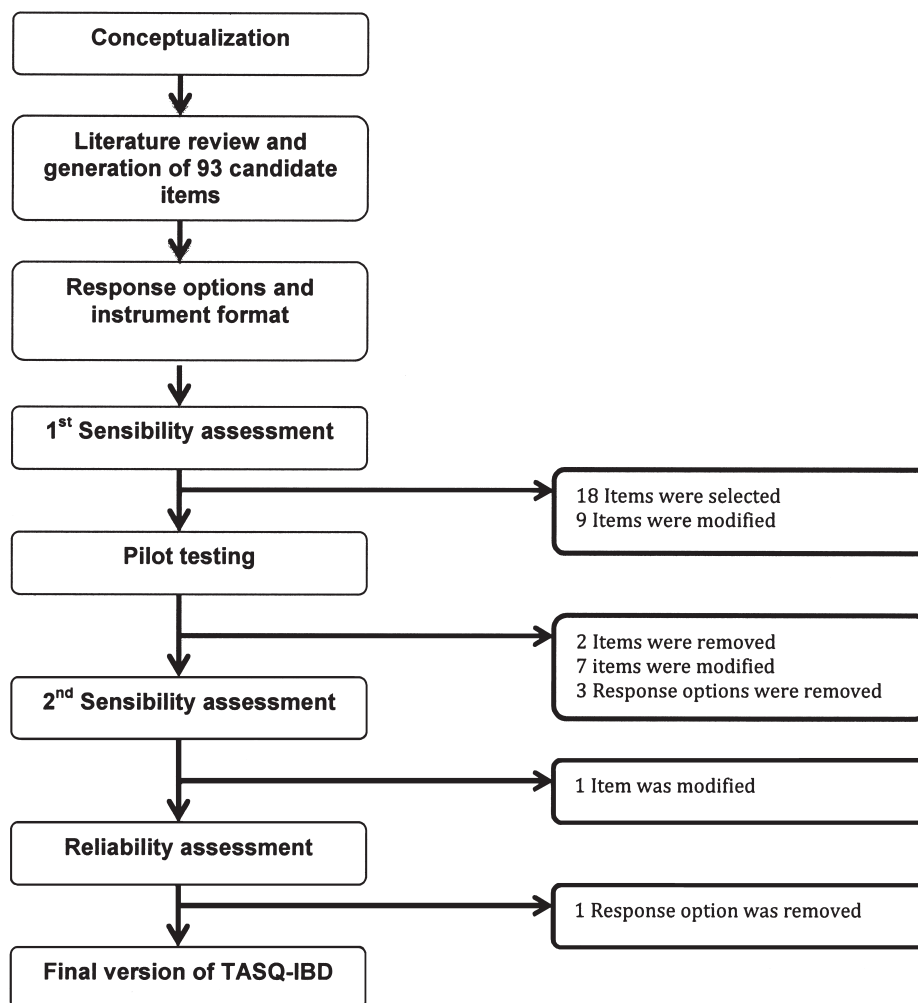 Conceptualization
Literature review and
generation of 93 candidate
items
Response options and
instrument format
1st Sensibility assessment
18 Items were selected
9 Items were modified
Pilot testing
2 Items were removed
7 items were modified
3 Response options were removed
2nd Sensibility assessment
1 Item was modified
Reliability assessment
1 Response option was removed
Final version of TASQ-IBD